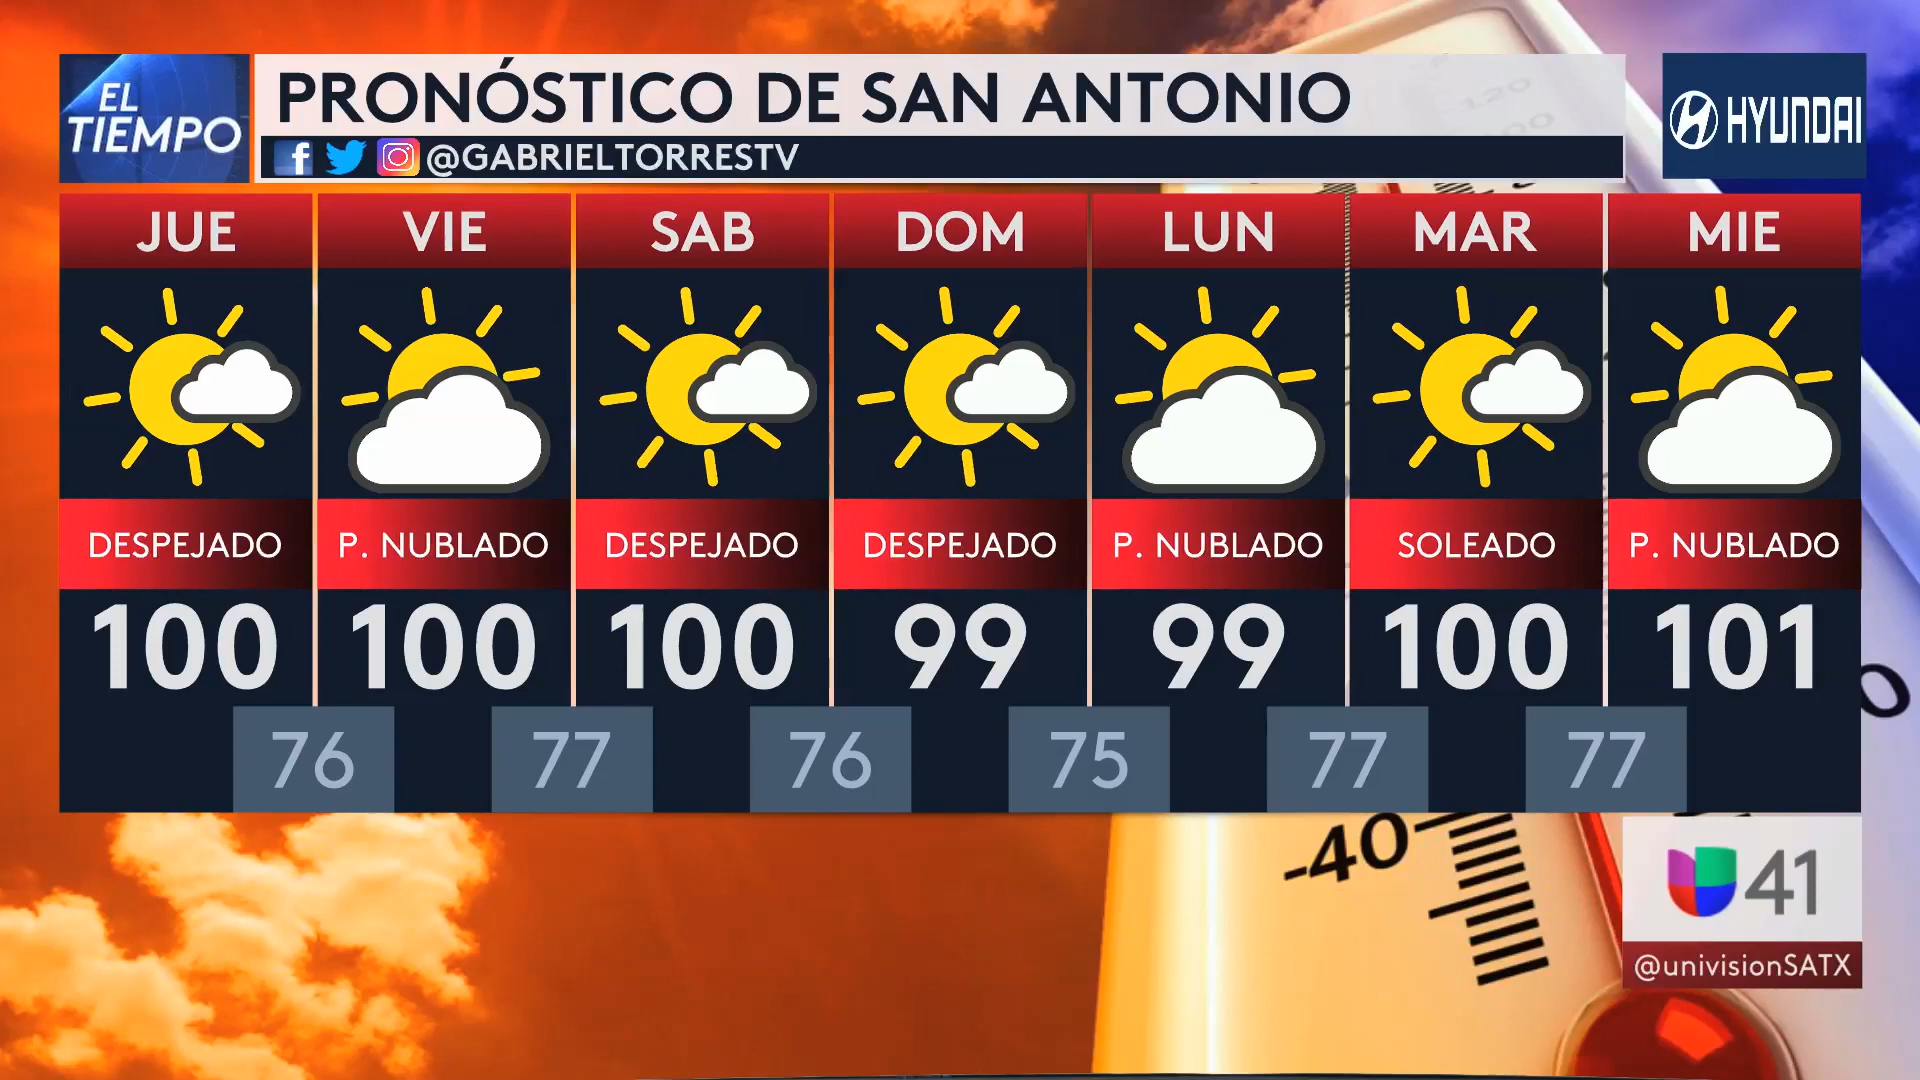 EL
TIEMPO
PRONÓSTICO DE SAN ANTONIO
@GABRIELTORRESTV
HYUNDAI
JUE VIE SAB DOM LUN MAR MIE
DESPEJADO P. NUBLADO DESPEJADO DESPEJADO P. NUBLADO SOLEADO P. NUBLADO
100 100 100 99 99 100 101
76 77 76 75 77 77
-40
41
@univisionSATX